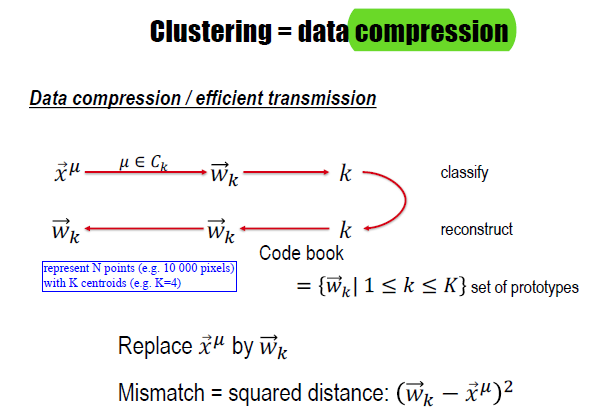 Clustering = data compression
Data compression / efficient transmission
x⃗^μ μ ∈ C_k w⃗_k k classify
w⃗_k w⃗_k k reconstruct
Code book
represent N points (e.g. 10 000 pixels)
with K centroids (e.g. K=4)
= {w⃗_k| 1 ≤ k ≤ K} set of prototypes
Replace x⃗^μ by w⃗_k
Mismatch = squared distance: (w⃗_k − x⃗^μ)²